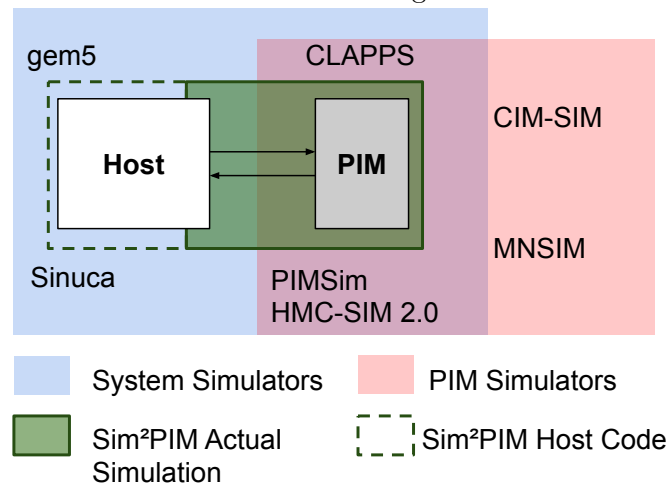 gem5
CLAPPS
CIM-SIM
Host
PIM
MNSIM
Sinuca
PIMSim
HMC-SIM 2.0
System Simulators
PIM Simulators
Sim²PIM Actual
Simulation
Sim²PIM Host Code